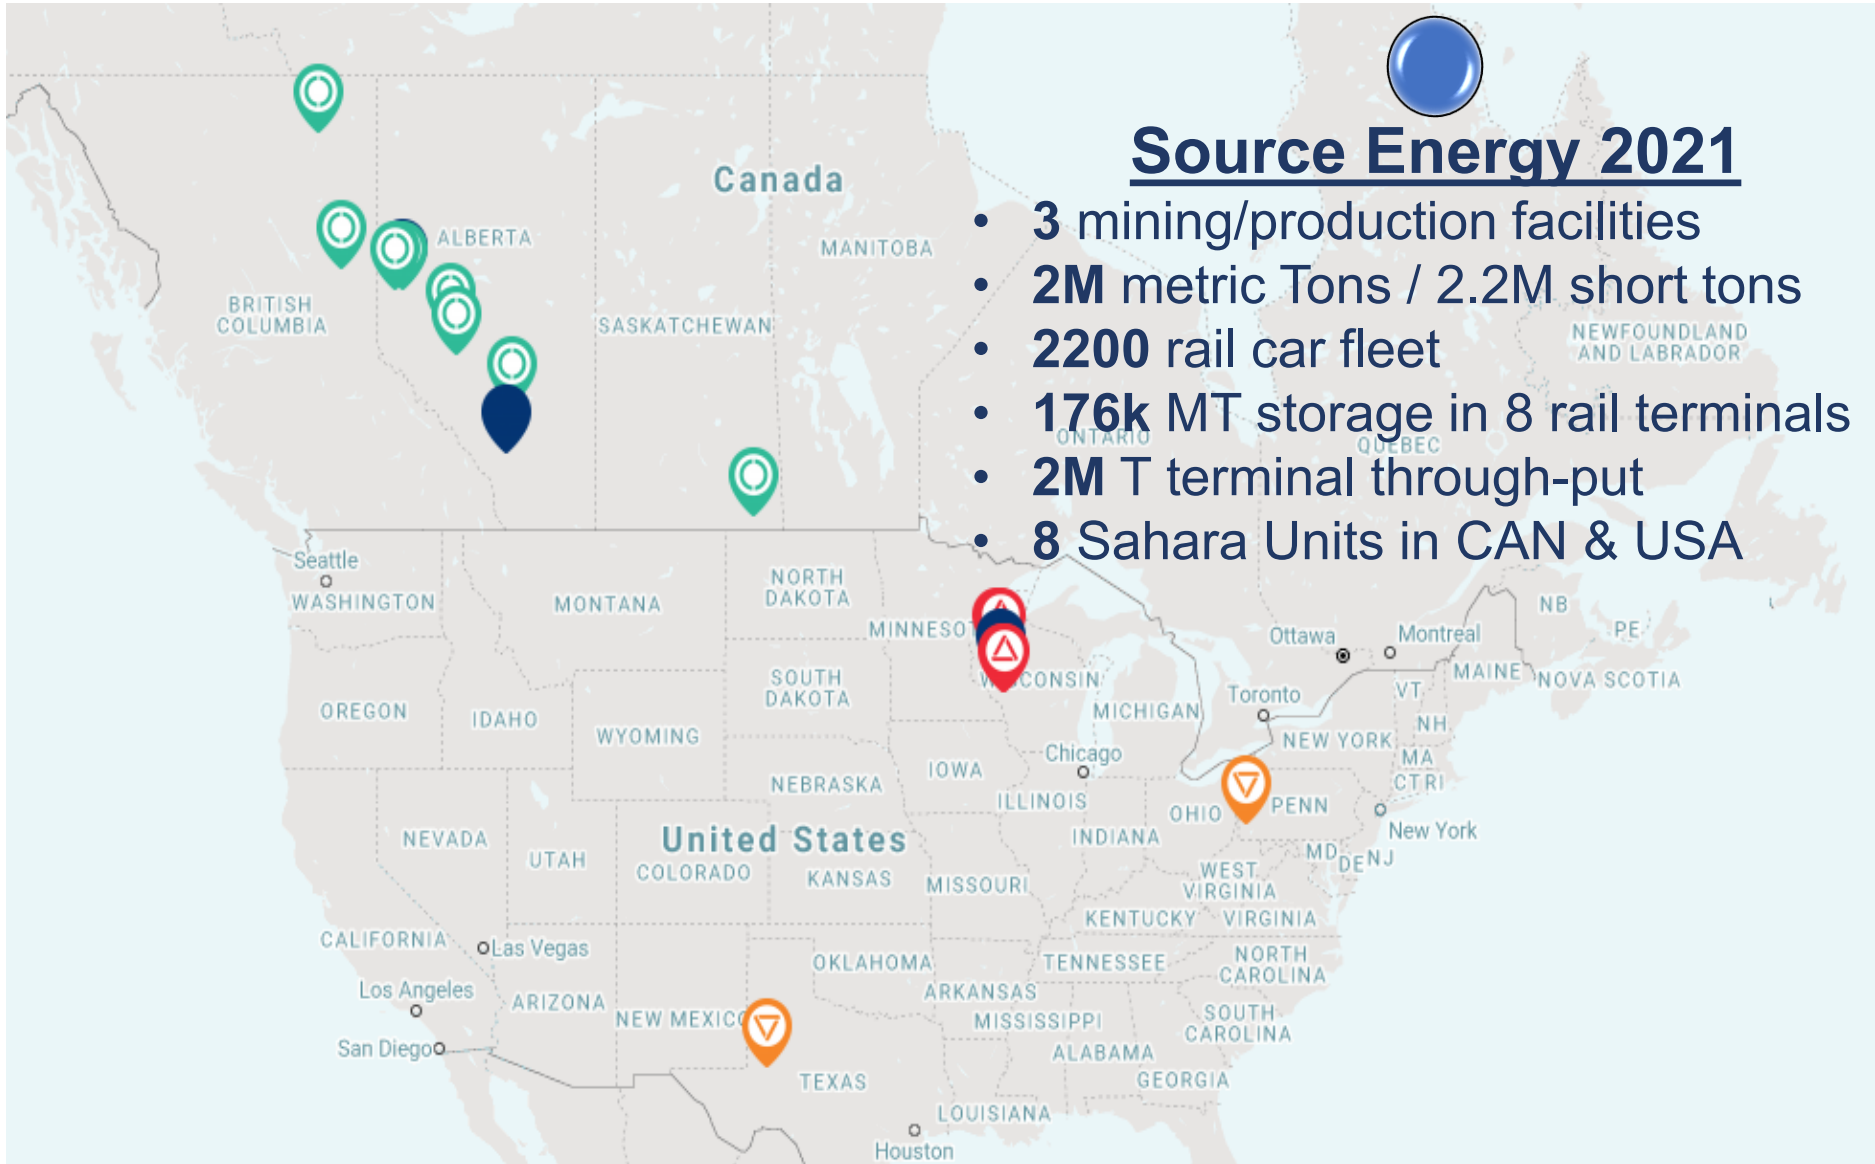 Source Energy 2021
• 3 mining/production facilities
• 2M metric Tons / 2.2M short tons
• 2200 rail car fleet
• 176k MT storage in 8 rail terminals
• 2M T terminal through-put
• 8 Sahara Units in CAN & USA
Canada
ALBERTA
MANITOBA
BRITISH
COLUMBIA
SASKATCHEWAN
NEWFOUNDLAND
AND LABRADOR
ONTARIO
QUEBEC
Seattle
WASHINGTON
MONTANA
NORTH
DAKOTA
MINNESO
NB
PE
Ottawa
Montreal
MAINE
NOVA SCOTIA
OREGON
IDAHO
SOUTH
DAKOTA
W
CONSIN
MICHIGAN
Toronto
VT
NH
WYOMING
NEW YORK
MA
CT RI
Chicago
IOWA
NEBRASKA
ILLINOIS
OHIO
PENN
New York
NEVADA
UTAH
United States
COLORADO
KANSAS
MISSOURI
INDIANA
MD
DE
NJ
WEST
VIRGINIA
KENTUCKY
VIRGINIA
CALIFORNIA
Las Vegas
OKLAHOMA
TENNESSEE
NORTH
CAROLINA
Los Angeles
ARIZONA
NEW MEXICO
ARKANSAS
MISSISSIPPI
SOUTH
CAROLINA
San Diego
ALABAMA
TEXAS
GEORGIA
LOUISIANA
Houston